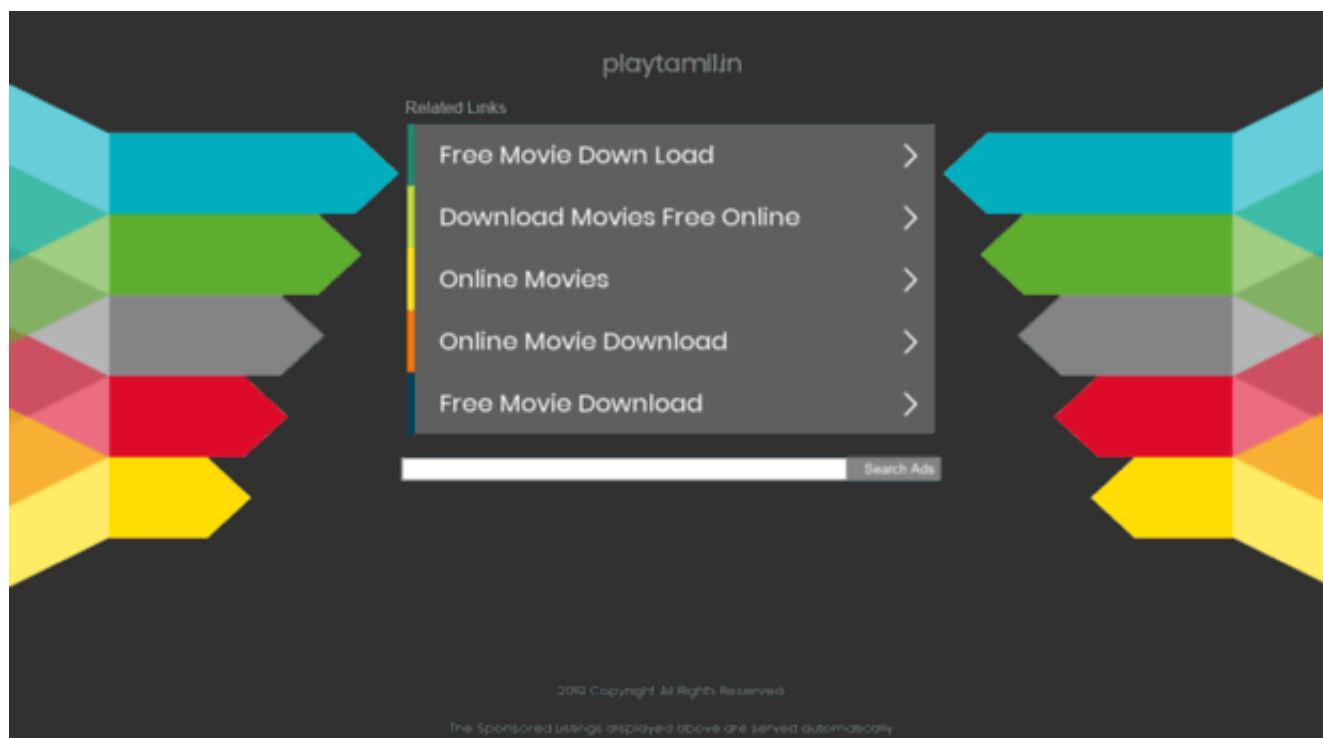 playtamil.in
Related Links
Free Movie Down Load
Download Movies Free Online
Online Movies
Online Movie Download
Free Movie Download
Search Ads
2019 Copyright All Rights Reserved
The Sponsored Listings displayed above are served automatically